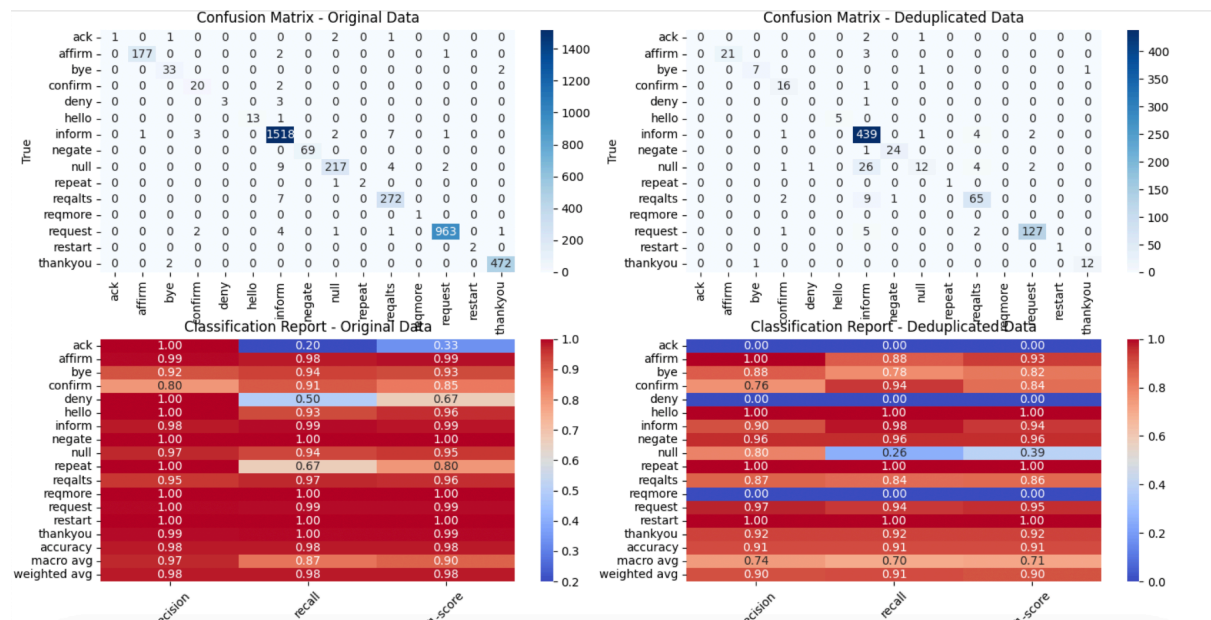 Confusion Matrix - Original Data
ack 1 0 1 0 0 0 0 0 2 0 1 0 0 0 0
affirm 0 177 0 0 0 0 2 0 0 0 0 0 1 0 0
bye 0 0 33 0 0 0 0 0 0 0 0 0 0 0 2
confirm 0 0 0 20 0 0 2 0 0 0 0 0 0 0 0
deny 0 0 0 0 3 0 3 0 0 0 0 0 0 0 0
hello 0 0 0 0 0 13 1 0 0 0 0 0 0 0 0
inform 0 1 0 3 0 0 1518 0 2 0 7 0 1 0 0
negate 0 0 0 0 0 0 0 69 0 0 0 0 0 0 0
null 0 0 0 0 0 0 9 0 217 0 4 0 2 0 0
repeat 0 0 0 0 0 0 0 0 1 2 0 0 0 0 0
reqalts 0 0 0 0 0 0 7 0 0 0 272 0 0 0 0
reqmore 0 0 0 0 0 0 0 0 0 0 0 1 0 0 0
request 0 0 0 2 0 0 4 0 1 0 1 0 963 0 1
restart 0 0 0 0 0 0 0 0 0 0 0 0 0 2 0
thankyou 0 0 2 0 0 0 0 0 0 0 0 0 0 0 472
True
ack affirm bye confirm deny hello inform negate null repeat reqalts reqmore request restart thankyou
1400
1200
1000
800
600
400
200
0
Confusion Matrix - Deduplicated Data
ack 0 0 0 0 0 0 2 0 1 0 0 0 0 0 0
affirm 0 21 0 0 0 0 3 0 0 0 0 0 0 0 0
bye 0 0 7 0 0 0 0 0 1 0 0 0 0 0 1
confirm 0 0 0 16 0 0 1 0 0 0 0 0 0 0 0
deny 0 0 0 0 0 0 1 0 0 0 0 0 0 0 0
hello 0 0 0 0 0 5 0 0 0 0 0 0 0 0 0
inform 0 0 0 1 0 0 439 0 1 0 4 0 2 0 0
negate 0 0 0 0 0 0 1 24 0 0 0 0 0 0 0
null 0 0 0 1 1 0 26 0 12 0 4 0 2 0 0
repeat 0 0 0 0 0 0 0 0 0 1 0 0 0 0 0
reqalts 0 0 0 2 0 0 9 1 0 0 65 0 0 0 0
reqmore 0 0 0 0 0 0 0 0 0 0 0 0 0 0 0
request 0 0 0 1 0 0 5 0 0 0 2 0 127 0 0
restart 0 0 0 0 0 0 0 0 0 0 0 0 0 1 0
thankyou 0 0 1 0 0 0 0 0 0 0 0 0 0 0 12
True
ack affirm bye confirm deny hello inform negate null repeat reqalts reqmore request restart thankyou
400
350
300
250
200
150
100
50
0
Classification Report - Original Data
ack 1.00 0.20 0.33
affirm 0.99 0.98 0.99
bye 0.92 0.94 0.93
confirm 0.80 0.91 0.85
deny 1.00 0.50 0.67
hello 1.00 0.93 0.96
inform 0.98 0.99 0.99
negate 1.00 1.00 1.00
null 0.97 0.94 0.95
repeat 1.00 0.67 0.80
reqalts 0.95 0.97 0.96
reqmore 1.00 1.00 1.00
request 1.00 0.99 0.99
restart 1.00 1.00 1.00
thankyou 0.99 1.00 0.99
accuracy 0.98 0.98 0.98
macro avg 0.97 0.87 0.90
weighted avg 0.98 0.98 0.98
ecision recall -score
1.0
0.9
0.8
0.7
0.6
0.5
0.4
0.3
0.2
Classification Report - Deduplicated Data
ack 0.00 0.00 0.00
affirm 1.00 0.88 0.93
bye 0.88 0.78 0.82
confirm 0.76 0.94 0.84
deny 0.00 0.00 0.00
hello 1.00 1.00 1.00
inform 0.90 0.98 0.94
negate 0.96 0.96 0.96
null 0.80 0.26 0.39
repeat 1.00 1.00 1.00
reqalts 0.87 0.84 0.86
reqmore 0.00 0.00 0.00
request 0.97 0.94 0.95
restart 1.00 1.00 1.00
thankyou 0.92 0.92 0.92
accuracy 0.91 0.91 0.91
macro avg 0.74 0.70 0.71
weighted avg 0.90 0.91 0.90
ecision recall -score
1.0
0.8
0.6
0.4
0.2
0.0